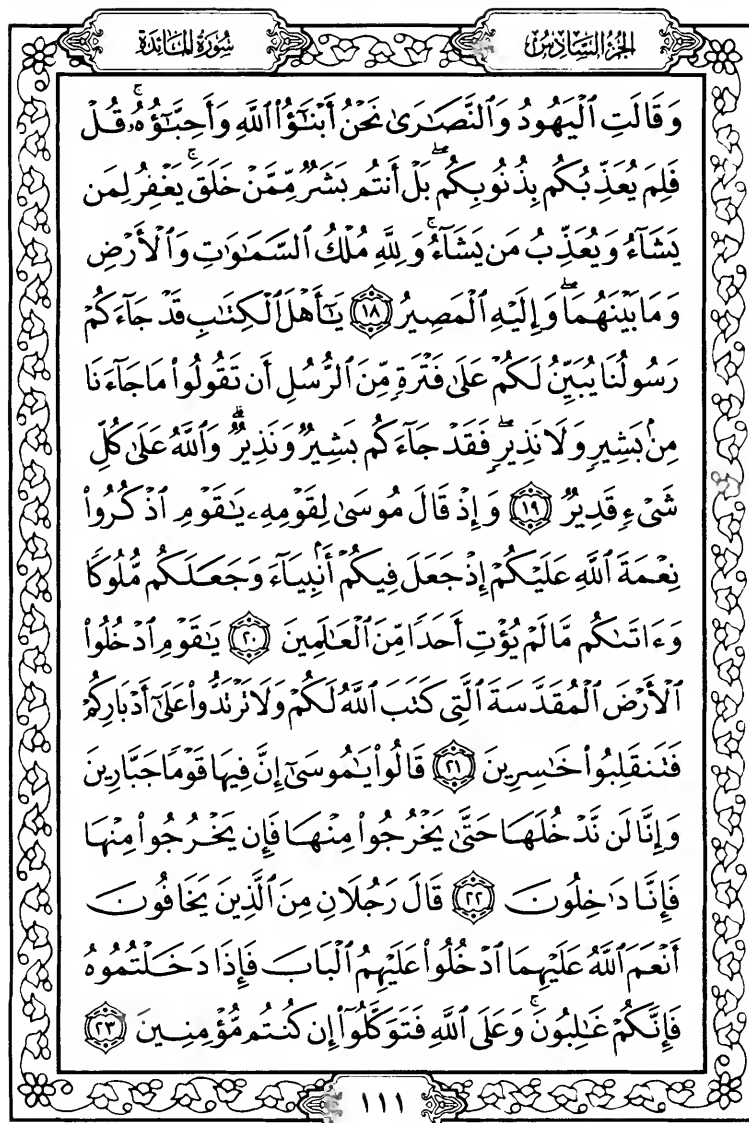 الجزء السادس
سورة المائدة
وَقَالَتِ ٱلْيَهُودُ وَٱلنَّصَٰرَىٰ نَحْنُ أَبْنَٰٓؤُا۟ ٱللَّهِ وَأَحِبَّٰٓؤُهُۥۚ قُلْ
فَلِمَ يُعَذِّبُكُم بِذُنُوبِكُمۖ بَلْ أَنتُم بَشَرٌ مِّمَّنْ خَلَقَۚ يَغْفِرُ لِمَن
يَشَآءُ وَيُعَذِّبُ مَن يَشَآءُۚ وَلِلَّهِ مُلْكُ ٱلسَّمَٰوَٰتِ وَٱلْأَرْضِ
وَمَا بَيْنَهُمَاۖ وَإِلَيْهِ ٱلْمَصِيرُ ١٨ يَٰٓأَهْلَ ٱلْكِتَٰبِ قَدْ جَآءَكُمْ
رَسُولُنَا يُبَيِّنُ لَكُمْ عَلَىٰ فَتْرَةٍ مِّنَ ٱلرُّسُلِ أَن تَقُولُوا۟ مَا جَآءَنَا
مِنۢ بَشِيرٍ وَلَا نَذِيرٍۖ فَقَدْ جَآءَكُم بَشِيرٌ وَنَذِيرٌۗ وَٱللَّهُ عَلَىٰ كُلِّ
شَىْءٍ قَدِيرٌ ١٩ وَإِذْ قَالَ مُوسَىٰ لِقَوْمِهِۦ يَٰقَوْمِ ٱذْكُرُوا۟
نِعْمَةَ ٱللَّهِ عَلَيْكُمْ إِذْ جَعَلَ فِيكُمْ أَنۢبِيَآءَ وَجَعَلَكُم مُّلُوكًا
وَءَاتَىٰكُم مَّا لَمْ يُؤْتِ أَحَدًا مِّنَ ٱلْعَٰلَمِينَ ٢٠ يَٰقَوْمِ ٱدْخُلُوا۟
ٱلْأَرْضَ ٱلْمُقَدَّسَةَ ٱلَّتِى كَتَبَ ٱللَّهُ لَكُمْ وَلَا تَرْتَدُّوا۟ عَلَىٰٓ أَدْبَارِكُمْ
فَتَنقَلِبُوا۟ خَٰسِرِينَ ٢١ قَالُوا۟ يَٰمُوسَىٰٓ إِنَّ فِيهَا قَوْمًا جَبَّارِينَ
وَإِنَّا لَن نَّدْخُلَهَا حَتَّىٰ يَخْرُجُوا۟ مِنْهَا فَإِن يَخْرُجُوا۟ مِنْهَا
فَإِنَّا دَٰخِلُونَ ٢٢ قَالَ رَجُلَانِ مِنَ ٱلَّذِينَ يَخَافُونَ
أَنْعَمَ ٱللَّهُ عَلَيْهِمَا ٱدْخُلُوا۟ عَلَيْهِمُ ٱلْبَابَ فَإِذَا دَخَلْتُمُوهُ
فَإِنَّكُمْ غَٰلِبُونَۚ وَعَلَى ٱللَّهِ فَتَوَكَّلُوٓا۟ إِن كُنتُم مُّؤْمِنِينَ ٢٣
١١١